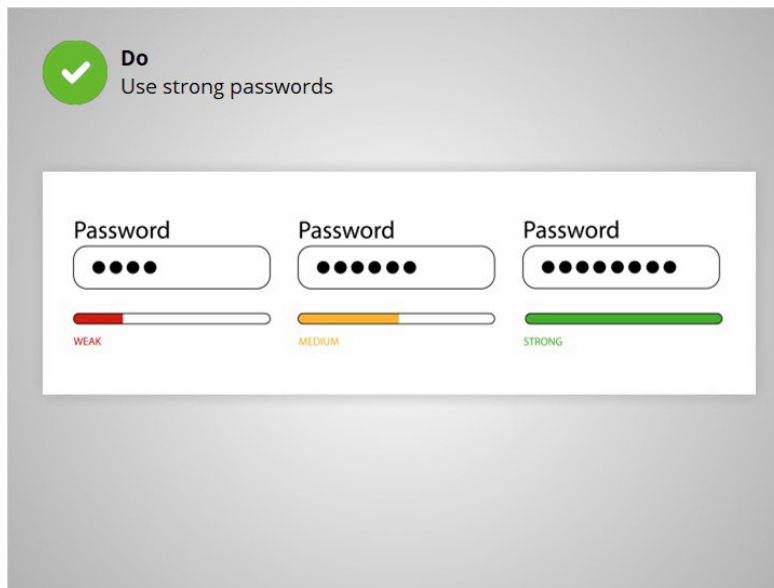 Do
Use strong passwords
Password
Password
Password
WEAK
MEDIUM
STRONG